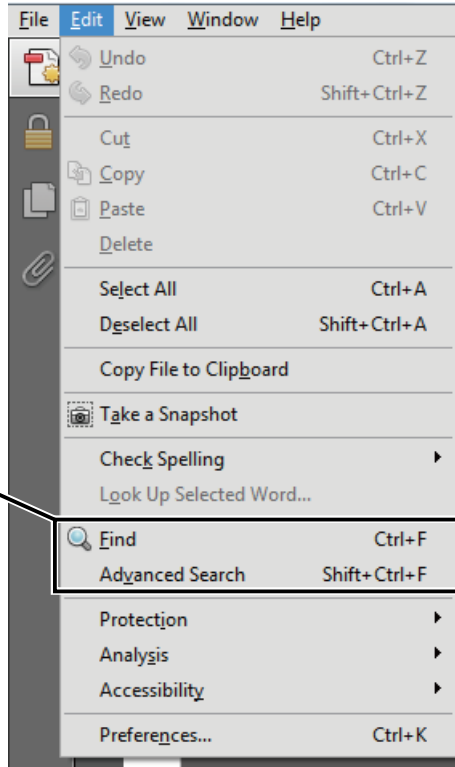 File Edit View Window Help
Undo Ctrl+Z
Redo Shift+Ctrl+Z
Cut Ctrl+X
Copy Ctrl+C
Paste Ctrl+V
Delete
Select All Ctrl+A
Deselect All Shift+Ctrl+A
Copy File to Clipboard
Take a Snapshot
Check Spelling
Look Up Selected Word...
Find Ctrl+F
Advanced Search Shift+Ctrl+F
Protection
Analysis
Accessibility
Preferences... Ctrl+K